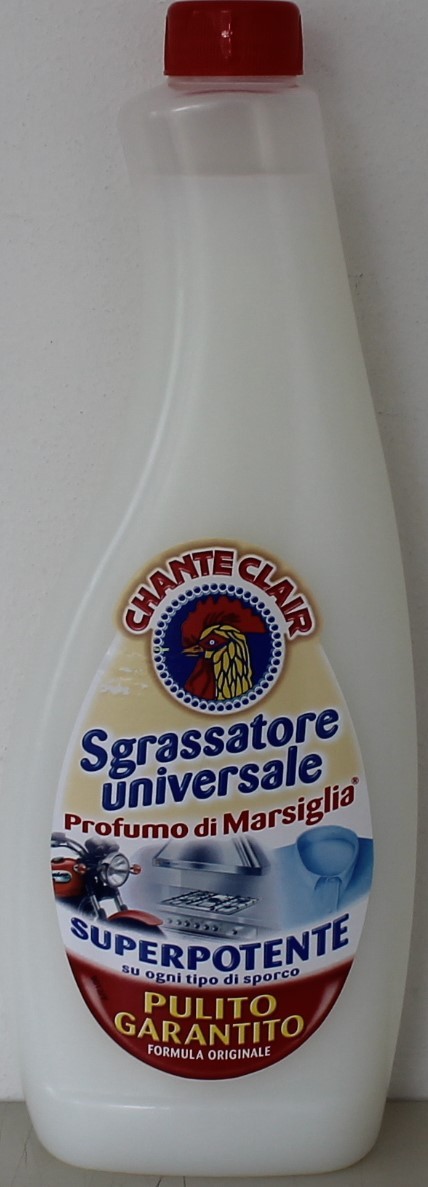 CHANTE CLAIR
Sgrassatore
universale
Profumo di Marsiglia®
SUPERPOTENTE
su ogni tipo di sporco
PULITO
GARANTITO
FORMULA ORIGINALE